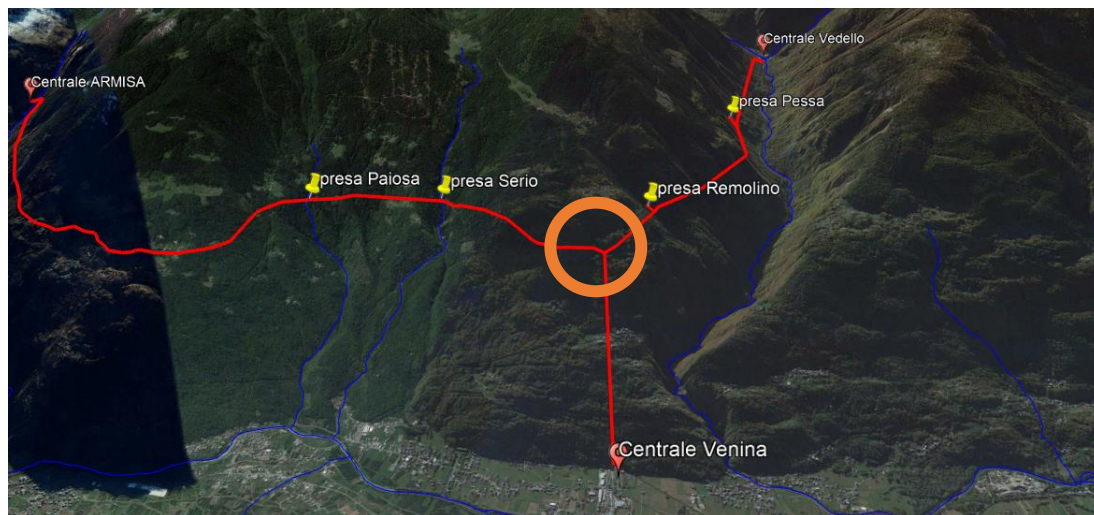 Centrale Vedello
Centrale ARMISA
presa Pessa
presa Paiosa
presa Serio
presa Remolino
Centrale Venina